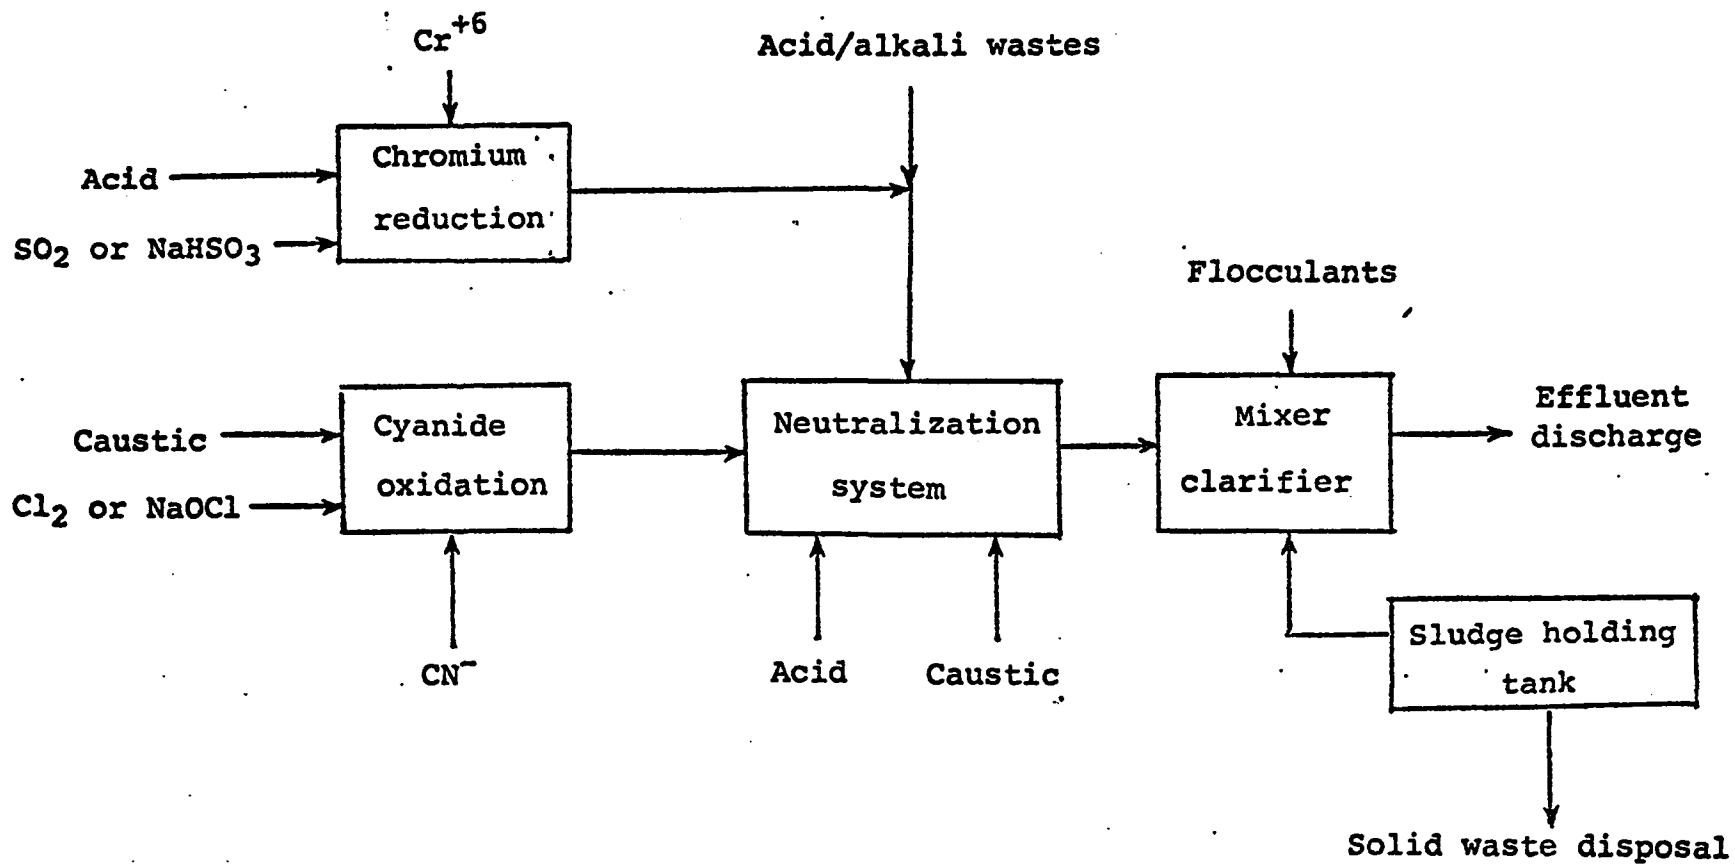 Cr+6
Acid/alkali wastes
Acid
SO2 or NaHSO3
Chromium
reduction
Flocculants
Caustic
Cl2 or NaOCl
Cyanide
oxidation
CN-
Neutralization
system
Acid
Caustic
Mixer
clarifier
Effluent
discharge
Sludge holding
tank
Solid waste disposal